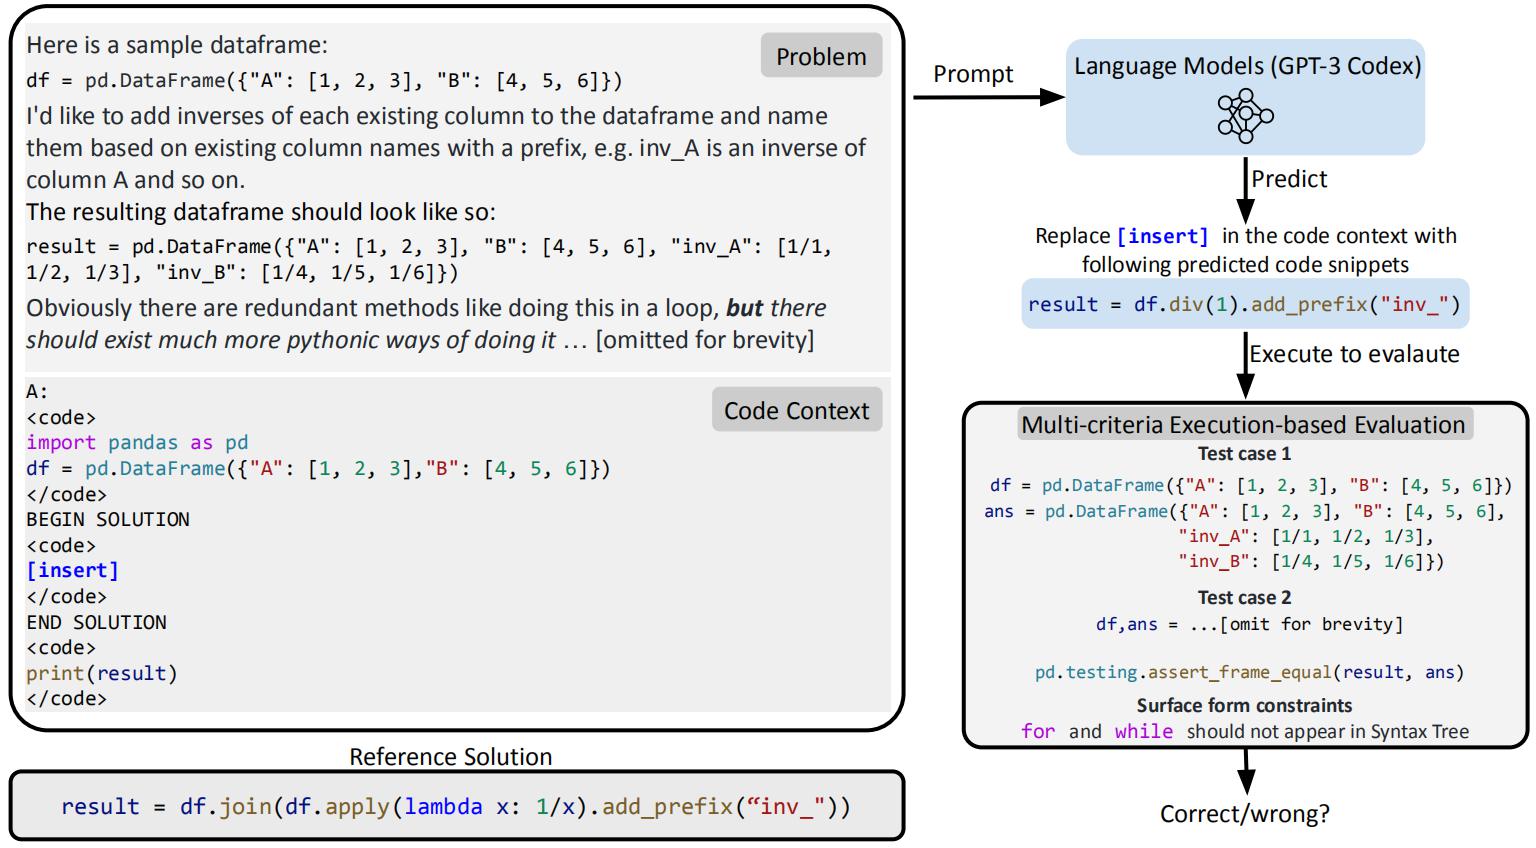 Here is a sample dataframe:
Problem
df = pd.DataFrame({"A": [1, 2, 3], "B": [4, 5, 6]})
I'd like to add inverses of each existing column to the dataframe and name
them based on existing column names with a prefix, e.g. inv_A is an inverse of
column A and so on.
The resulting dataframe should look like so:
result = pd.DataFrame({"A": [1, 2, 3], "B": [4, 5, 6], "inv_A": [1/1,
1/2, 1/3], "inv_B": [1/4, 1/5, 1/6]})
Obviously there are redundant methods like doing this in a loop, but there
should exist much more pythonic ways of doing it … [omitted for brevity]
A:
Code Context
<code>
import pandas as pd
df = pd.DataFrame({"A": [1, 2, 3],"B": [4, 5, 6]})
</code>
BEGIN SOLUTION
<code>
[insert]
</code>
END SOLUTION
<code>
print(result)
</code>
Reference Solution
result = df.join(df.apply(lambda x: 1/x).add_prefix(“inv_"))
Prompt
Language Models (GPT-3 Codex)
Predict
Replace [insert] in the code context with
following predicted code snippets
result = df.div(1).add_prefix("inv_")
Execute to evalaute
Multi-criteria Execution-based Evaluation
Test case 1
df = pd.DataFrame({"A": [1, 2, 3], "B": [4, 5, 6]})
ans = pd.DataFrame({"A": [1, 2, 3], "B": [4, 5, 6],
"inv_A": [1/1, 1/2, 1/3],
"inv_B": [1/4, 1/5, 1/6]})
Test case 2
df,ans = ...[omit for brevity]
pd.testing.assert_frame_equal(result, ans)
Surface form constraints
for and while should not appear in Syntax Tree
Correct/wrong?